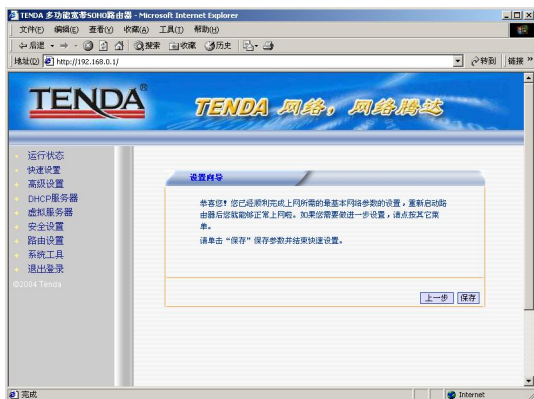 TENDA 多功能宽带SOHO路由器 - Microsoft Internet Explorer
文件(F) 编辑(E) 查看(V) 收藏(A) 工具(T) 帮助(H)
后退 搜索 收藏 历史
地址(D) http://192.168.0.1/ 转到 链接 »
TENDA®
TENDA 网络，网络腾达
运行状态
快速设置
高级设置
DHCP服务器
虚拟服务器
安全设置
路由设置
系统工具
退出登录
©2004 Tenda
设置向导
恭喜您！您已经顺利完成上网所需的最基本网络参数的设置，重新启动路
由器后您就能够正常上网啦。如果您需要做进一步设置，请点按其它菜
单。
请单击“保存”保存参数并结束快速设置。
上一步 保存
完成 Internet